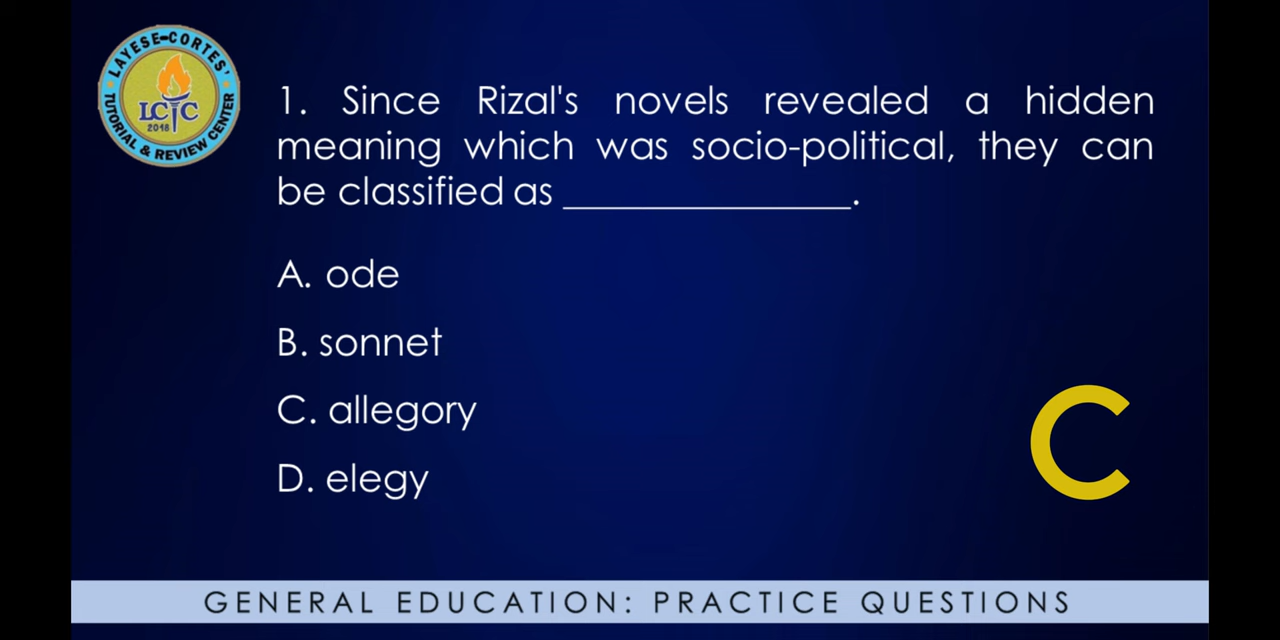 LAYESE-CORTES'
LCTC
2018
TUTORIAL & REVIEW CENTER
1. Since Rizal's novels revealed a hidden
meaning which was socio-political, they can
be classified as _______________.
A. ode
B. sonnet
C. allegory
D. elegy
C
GENERAL EDUCATION: PRACTICE QUESTIONS